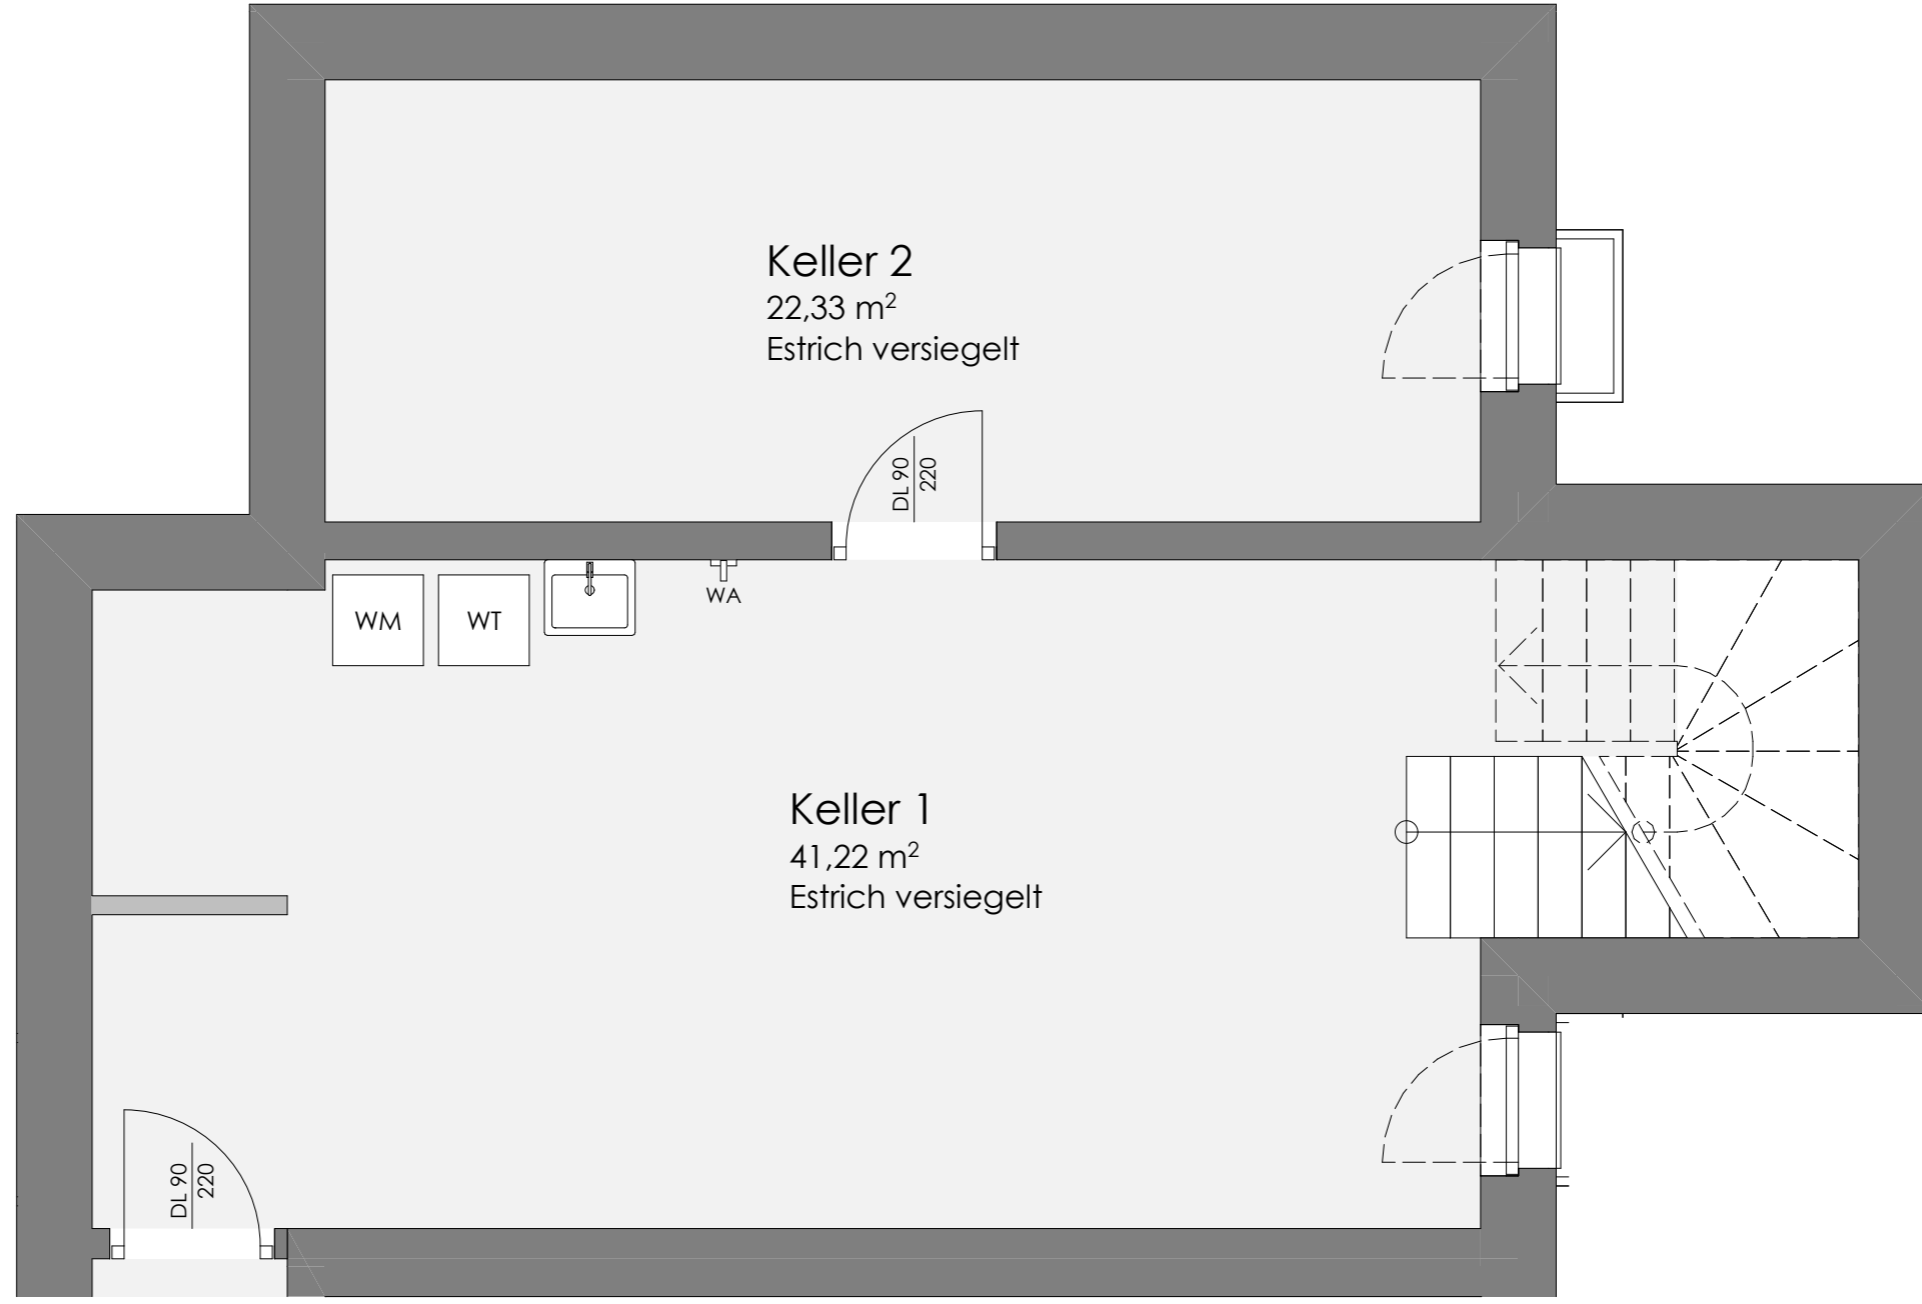 Keller 2
22,33 m²
Estrich versiegelt
DL 90
220
WM
WT
WA
Keller 1
41,22 m²
Estrich versiegelt
DL 90
220